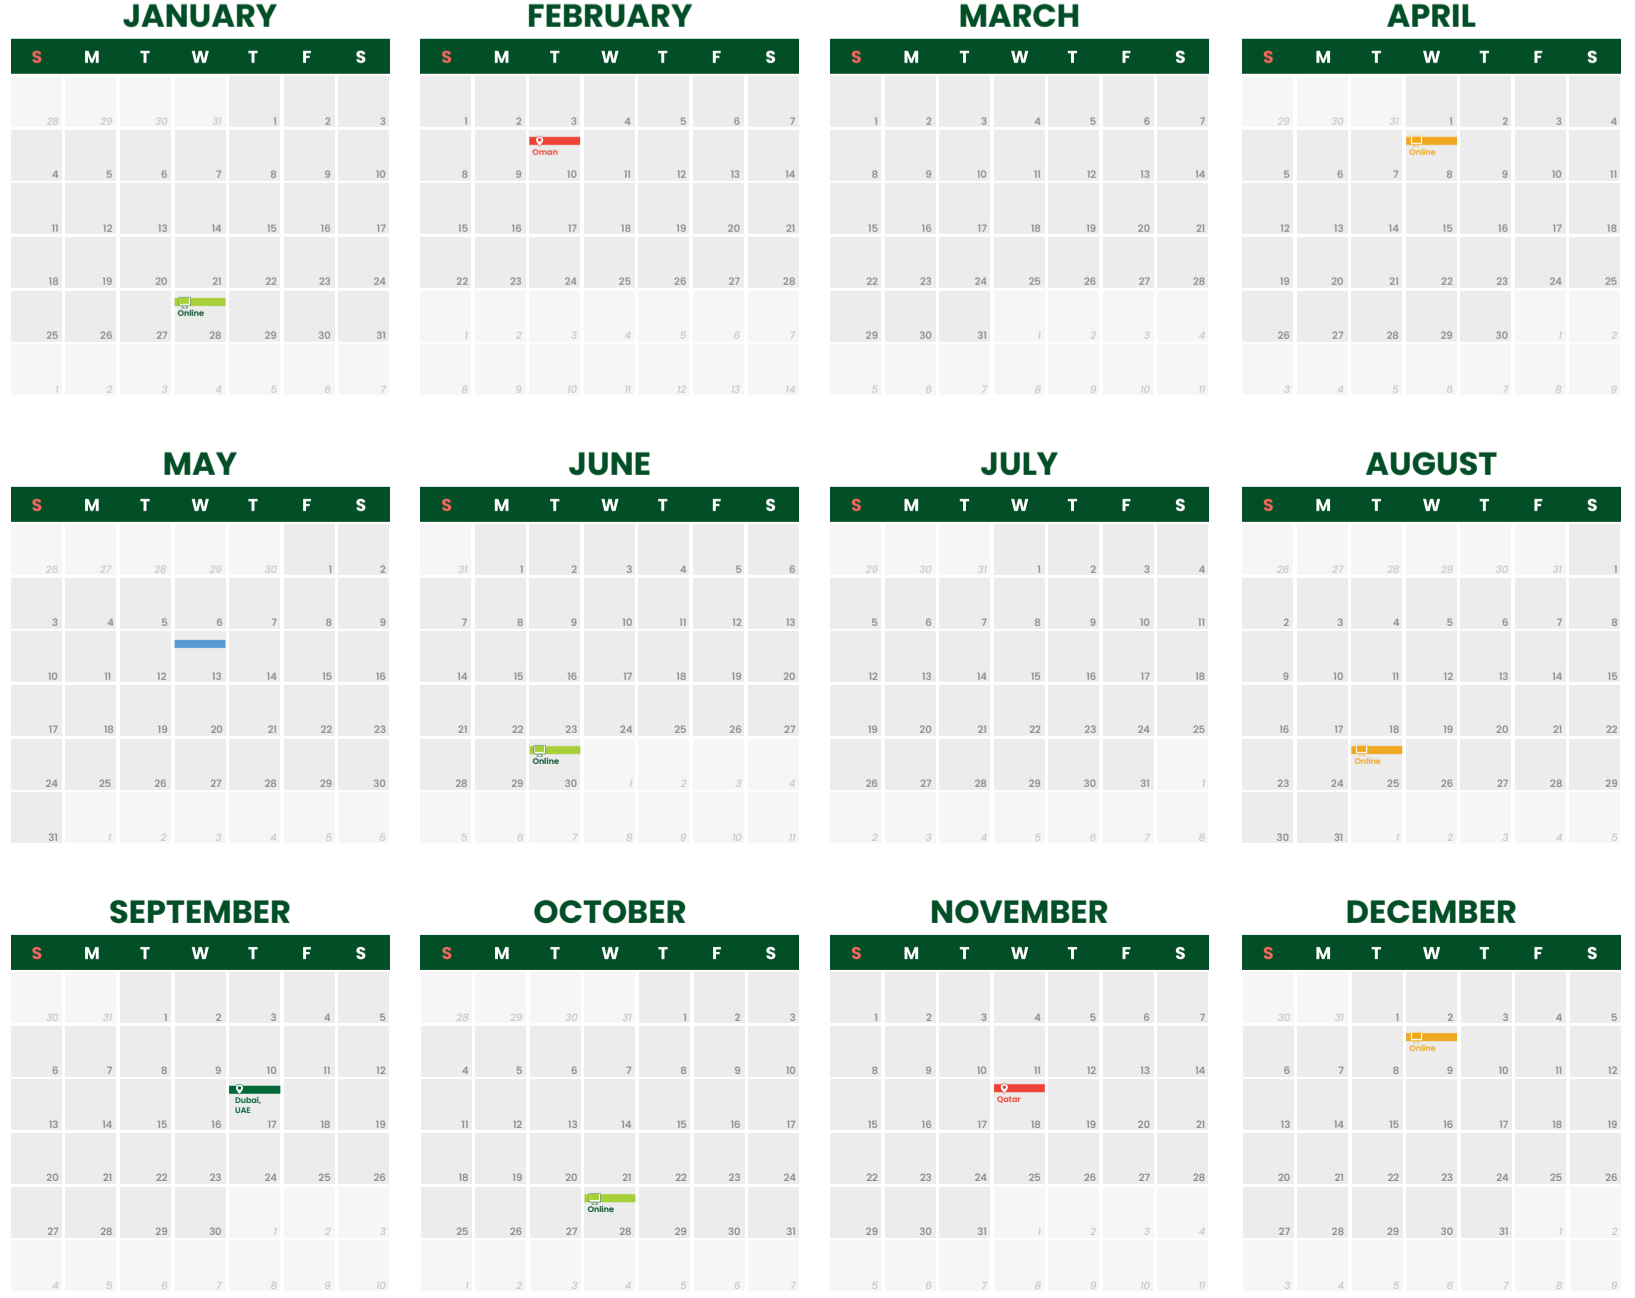 JANUARY
S M T W T F S
28 29 30 31 1 2 3
4 5 6 7 8 9 10
11 12 13 14 15 16 17
18 19 20 21 22 23 24
Online
25 26 27 28 29 30 31
1 2 3 4 5 6 7
FEBRUARY
S M T W T F S
1 2 3 4 5 6 7
Oman
8 9 10 11 12 13 14
15 16 17 18 19 20 21
22 23 24 25 26 27 28
1 2 3 4 5 6 7
8 9 10 11 12 13 14
MARCH
S M T W T F S
1 2 3 4 5 6 7
8 9 10 11 12 13 14
15 16 17 18 19 20 21
22 23 24 25 26 27 28
29 30 31 1 2 3 4
5 6 7 8 9 10 11
APRIL
S M T W T F S
29 30 31 1 2 3 4
Online
5 6 7 8 9 10 11
12 13 14 15 16 17 18
19 20 21 22 23 24 25
26 27 28 29 30 1 2
3 4 5 6 7 8 9
MAY
S M T W T F S
26 27 28 29 30 1 2
3 4 5 6 7 8 9
10 11 12 13 14 15 16
17 18 19 20 21 22 23
24 25 26 27 28 29 30
31 1 2 3 4 5 6
JUNE
S M T W T F S
31 1 2 3 4 5 6
7 8 9 10 11 12 13
14 15 16 17 18 19 20
21 22 23 24 25 26 27
Online
28 29 30 1 2 3 4
5 6 7 8 9 10 11
JULY
S M T W T F S
29 30 31 1 2 3 4
5 6 7 8 9 10 11
12 13 14 15 16 17 18
19 20 21 22 23 24 25
26 27 28 29 30 31 1
2 3 4 5 6 7 8
AUGUST
S M T W T F S
26 27 28 29 30 31 1
2 3 4 5 6 7 8
9 10 11 12 13 14 15
16 17 18 19 20 21 22
Online
23 24 25 26 27 28 29
30 31 1 2 3 4 5
SEPTEMBER
S M T W T F S
30 31 1 2 3 4 5
6 7 8 9 10 11 12
Dubai,
UAE
13 14 15 16 17 18 19
20 21 22 23 24 25 26
27 28 29 30 1 2 3
4 5 6 7 8 9 10
OCTOBER
S M T W T F S
28 29 30 31 1 2 3
4 5 6 7 8 9 10
11 12 13 14 15 16 17
18 19 20 21 22 23 24
Online
25 26 27 28 29 30 31
1 2 3 4 5 6 7
NOVEMBER
S M T W T F S
1 2 3 4 5 6 7
8 9 10 11 12 13 14
Qatar
15 16 17 18 19 20 21
22 23 24 25 26 27 28
29 30 31 1 2 3 4
5 6 7 8 9 10 11
DECEMBER
S M T W T F S
30 31 1 2 3 4 5
Online
6 7 8 9 10 11 12
13 14 15 16 17 18 19
20 21 22 23 24 25 26
27 28 29 30 31 1 2
3 4 5 6 7 8 9